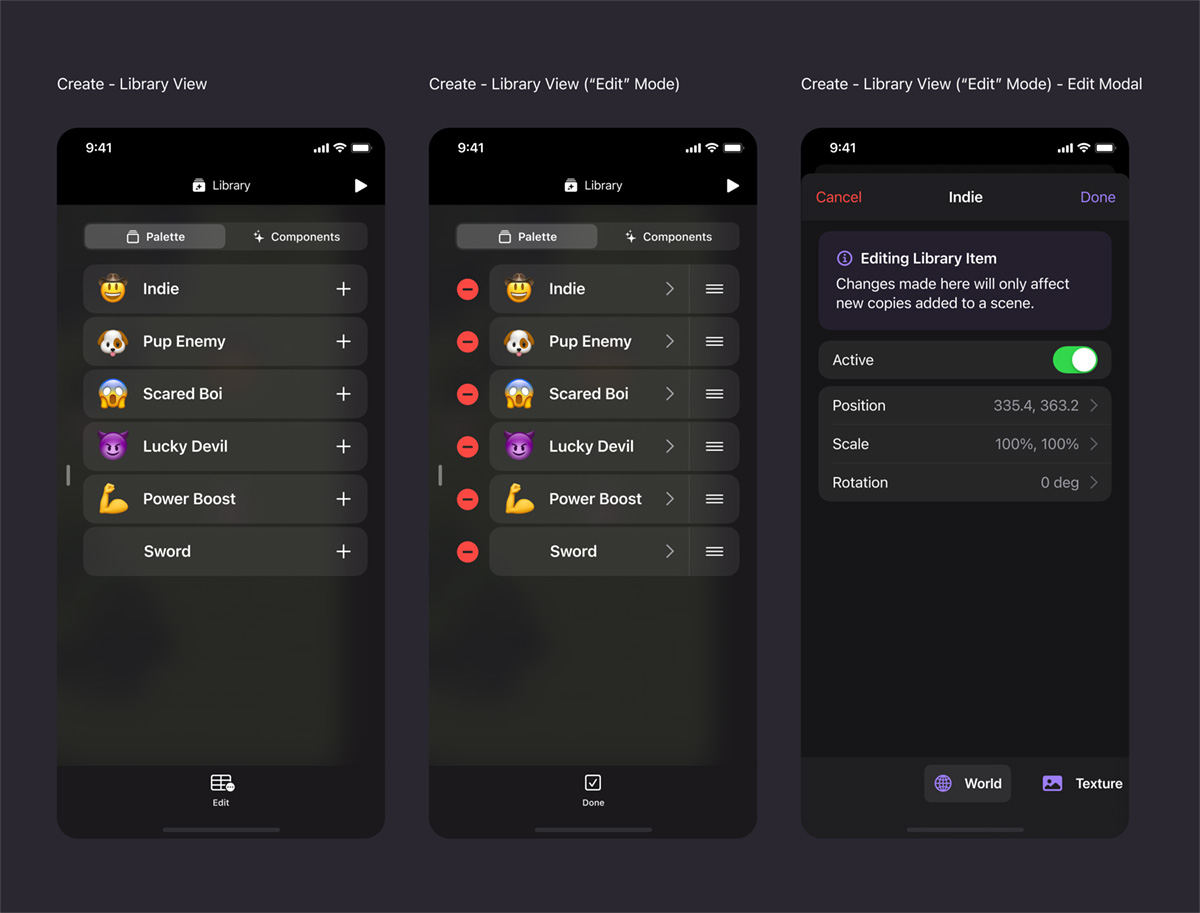 Create - Library View
9:41
Library
Palette
Components
Indie
Pup Enemy
Scared Boi
Lucky Devil
Power Boost
Sword
Edit
Create - Library View (“Edit” Mode)
9:41
Library
Palette
Components
Indie
Pup Enemy
Scared Boi
Lucky Devil
Power Boost
Sword
Done
Create - Library View (“Edit” Mode) - Edit Modal
9:41
Cancel
Indie
Done
Editing Library Item
Changes made here will only affect
new copies added to a scene.
Active
Position 335.4, 363.2
Scale 100%, 100%
Rotation 0 deg
World
Texture